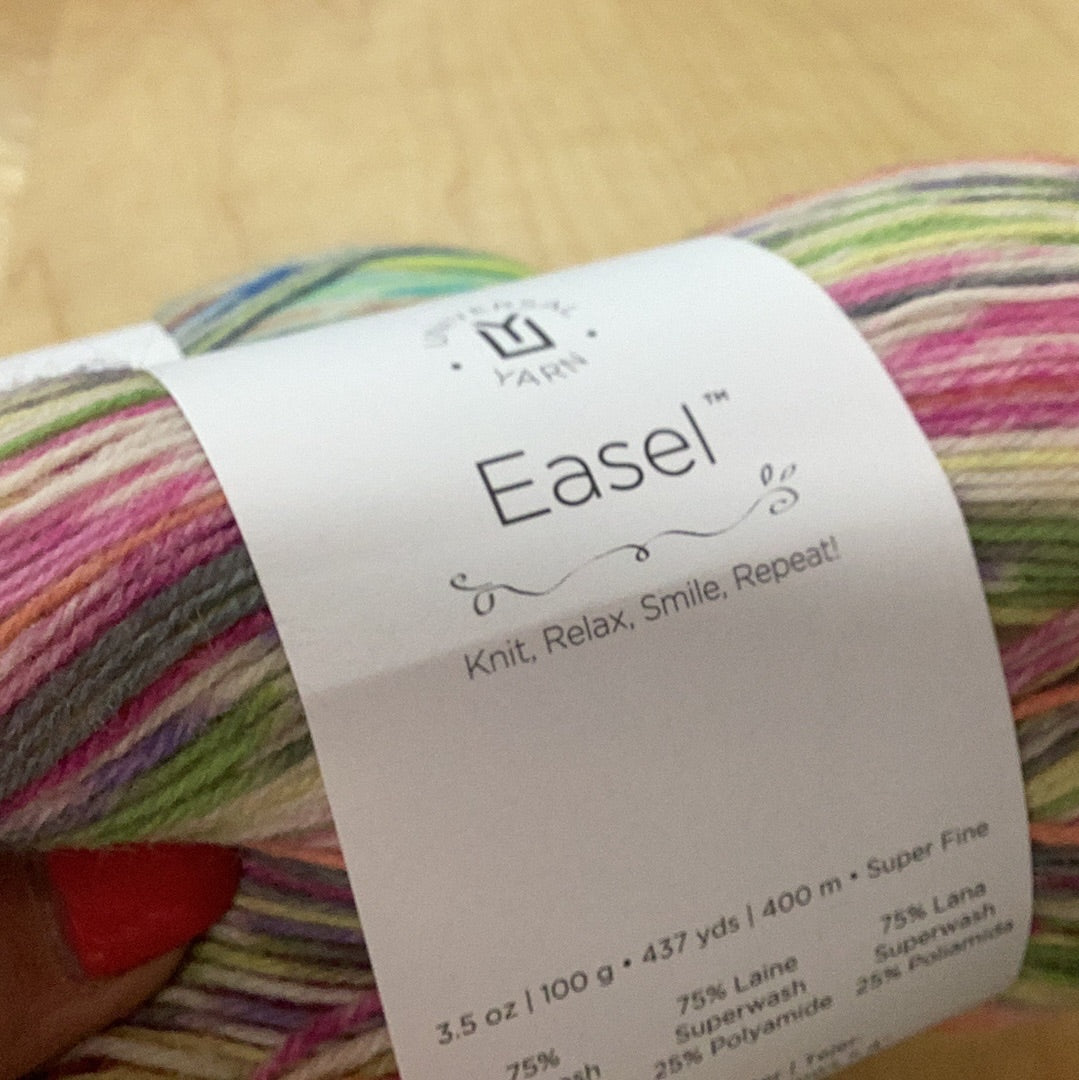 UNIVERSAL
YARN
Easel™
Knit, Relax, Smile, Repeat!
3.5 oz | 100 g • 437 yds | 400 m • Super Fine
75%
75% Laine
Superwash
25% Polyamide
75% Lana
Superwash
25% Poliamida